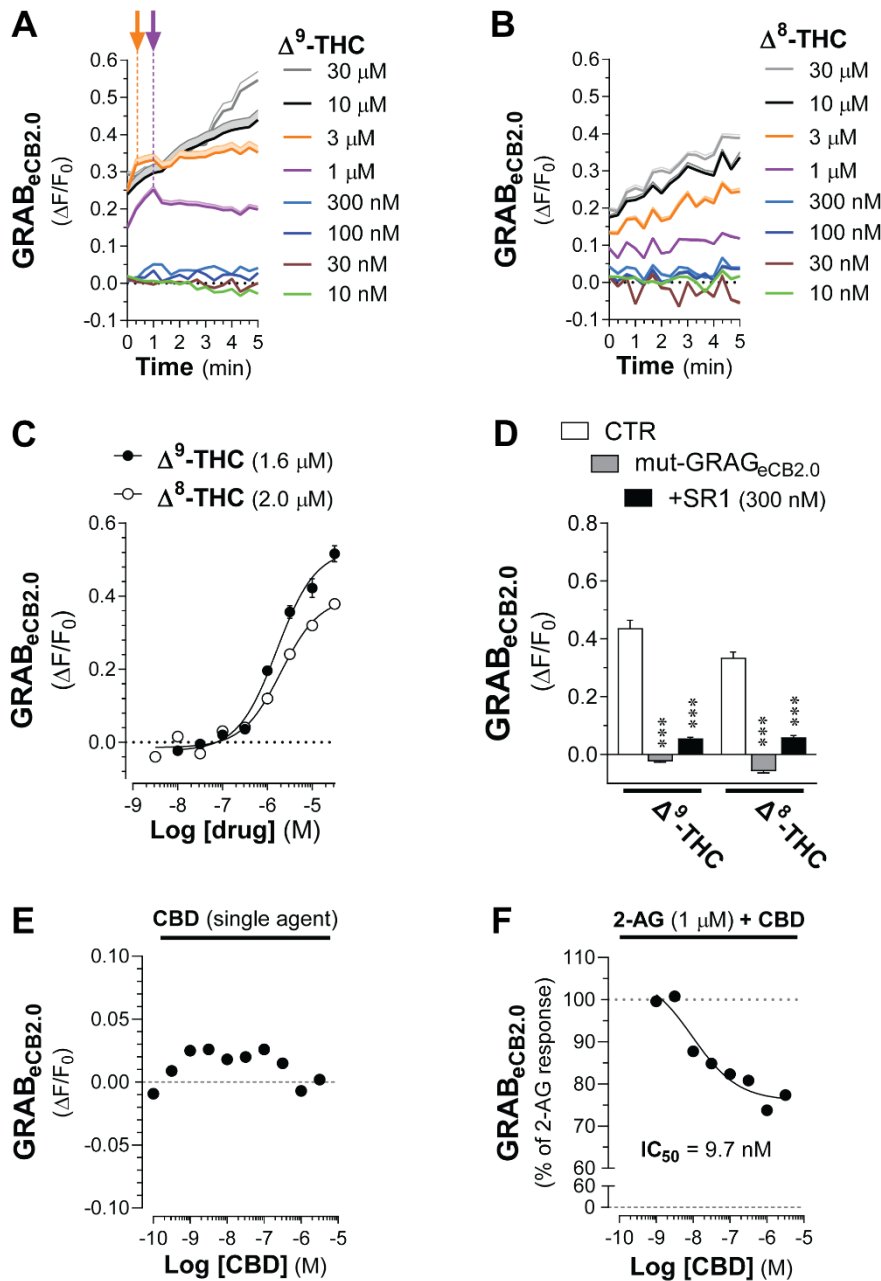 A
Δ9-THC
30 μM
10 μM
3 μM
1 μM
300 nM
100 nM
30 nM
10 nM
GRABeCB2.0
(ΔF/F0)
0.6
0.5
0.4
0.3
0.2
0.1
0.0
-0.1
0 1 2 3 4 5
Time (min)
B
Δ8-THC
30 μM
10 μM
3 μM
1 μM
300 nM
100 nM
30 nM
10 nM
GRABeCB2.0
(ΔF/F0)
0.6
0.5
0.4
0.3
0.2
0.1
0.0
-0.1
0 1 2 3 4 5
Time (min)
C
Δ9-THC (1.6 μM)
Δ8-THC (2.0 μM)
GRABeCB2.0
(ΔF/F0)
0.6
0.4
0.2
0.0
-9 -8 -7 -6 -5 -4
Log [drug] (M)
D
CTR
mut-GRAGeCB2.0
+SR1 (300 nM)
GRABeCB2.0
(ΔF/F0)
0.8
0.6
0.4
0.2
0.0
*** *** *** ***
Δ9-THC
Δ8-THC
E
CBD (single agent)
GRABeCB2.0
(ΔF/F0)
0.10
0.05
0.00
-0.05
-0.10
-10 -9 -8 -7 -6 -5
Log [CBD] (M)
F
2-AG (1 μM) + CBD
GRABeCB2.0
(% of 2-AG response)
110
100
90
80
70
60
60
0
IC50 = 9.7 nM
-10 -9 -8 -7 -6 -5
Log [CBD] (M)